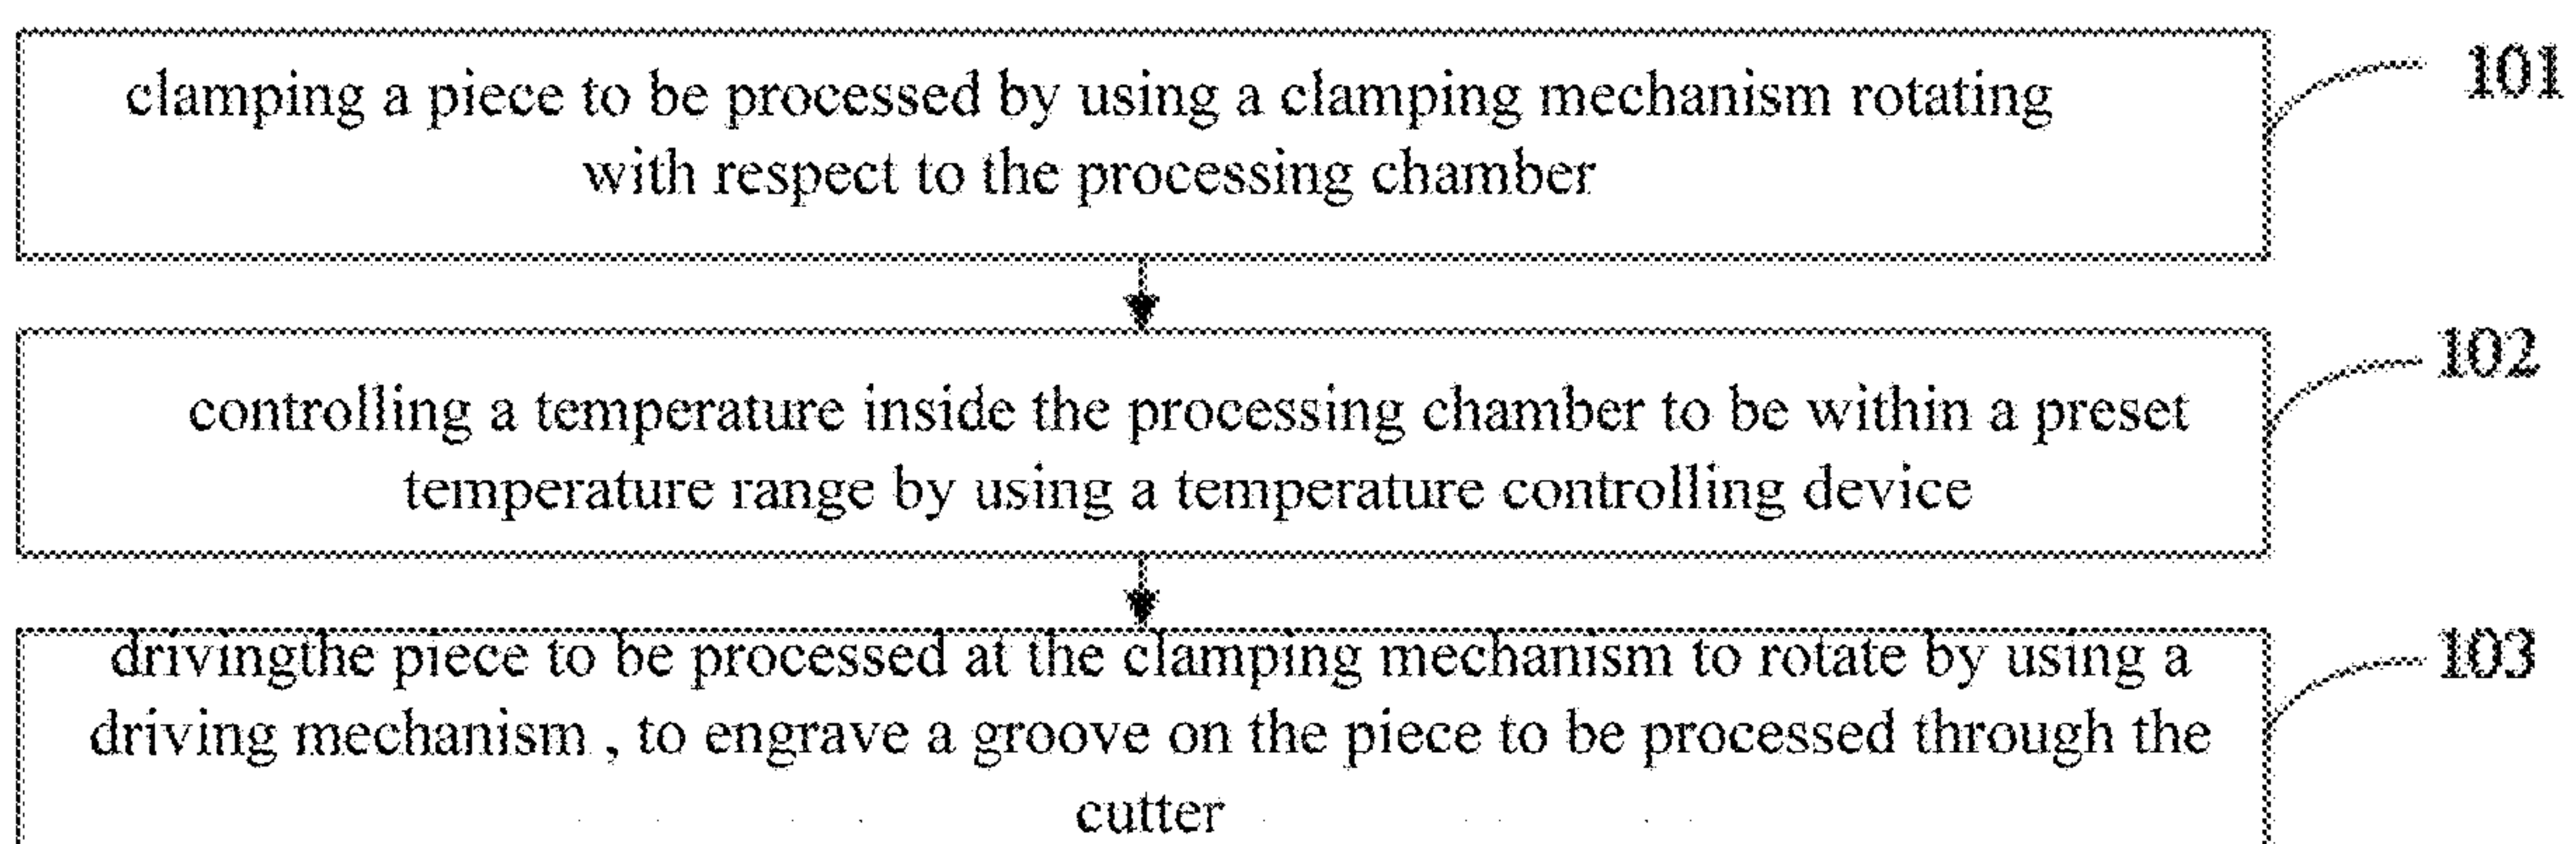 clamping a piece to be processed by using a clamping mechanism rotating
with respect to the processing chamber
101
controlling a temperature inside the processing chamber to be within a preset
temperature range by using a temperature controlling device
102
drivingthe piece to be processed at the clamping mechanism to rotate by using a
driving mechanism , to engrave a groove on the piece to be processed through the
cutter
103